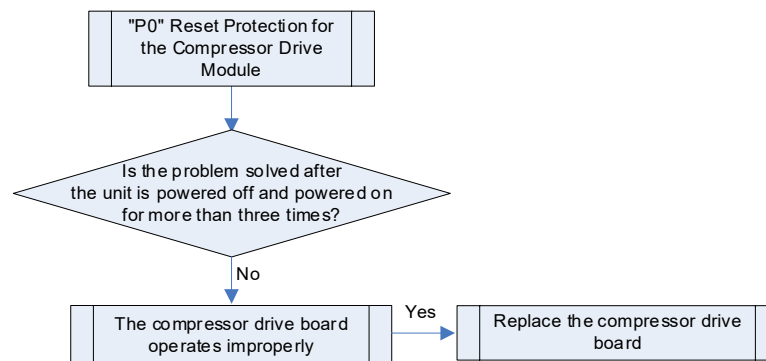 "P0" Reset Protection for
the Compressor Drive
Module
Is the problem solved after
the unit is powered off and powered on
for more than three times?
No
The compressor drive board
operates improperly
Yes
Replace the compressor drive
board